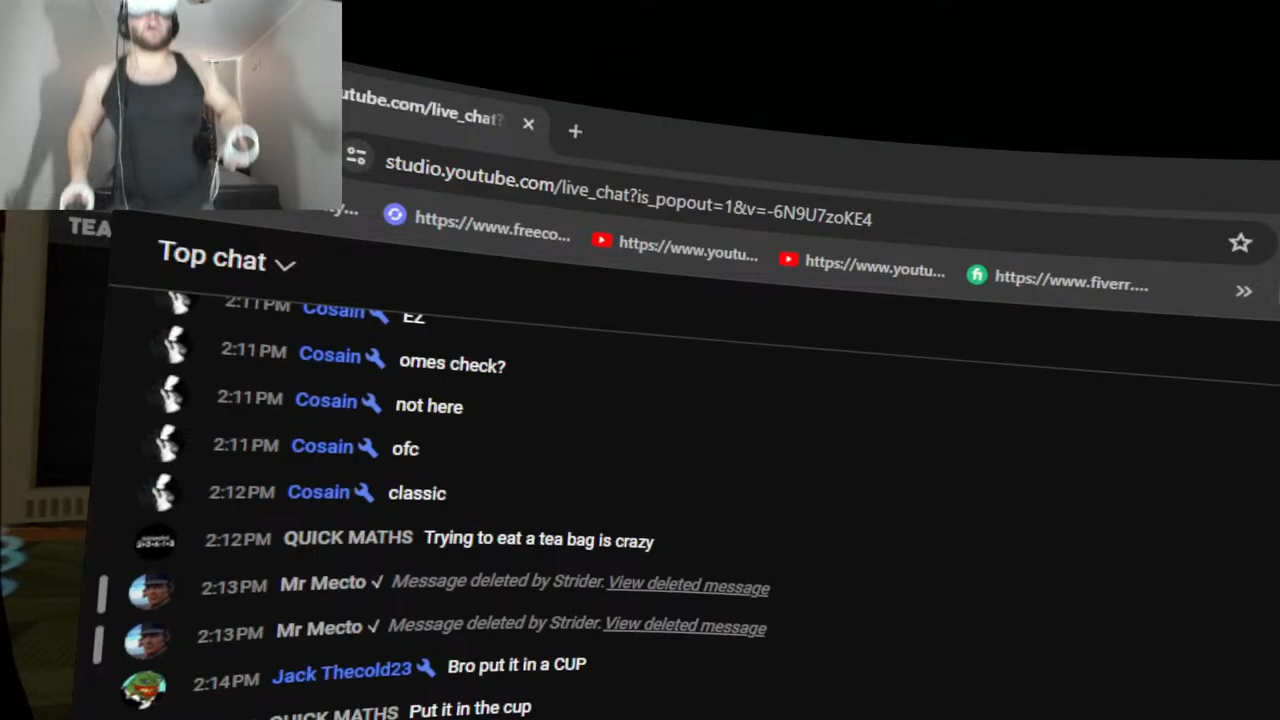 utube.com/live_chat?
studio.youtube.com/live_chat?is_popout=1&v=-6N9U7zoKE4
https://www.freeco... https://www.youtu... https://www.youtu... https://www.fiverr....
TEA
Top chat
2:11 PM Cosain EZ
2:11 PM Cosain omes check?
2:11 PM Cosain not here
2:11 PM Cosain ofc
2:12 PM Cosain classic
2:12 PM QUICK MATHS Trying to eat a tea bag is crazy
2:13 PM Mr Mecto ✓ Message deleted by Strider. View deleted message
2:13 PM Mr Mecto ✓ Message deleted by Strider. View deleted message
2:14 PM Jack Thecold23 Bro put it in a CUP
QUICK MATHS Put it in the cup